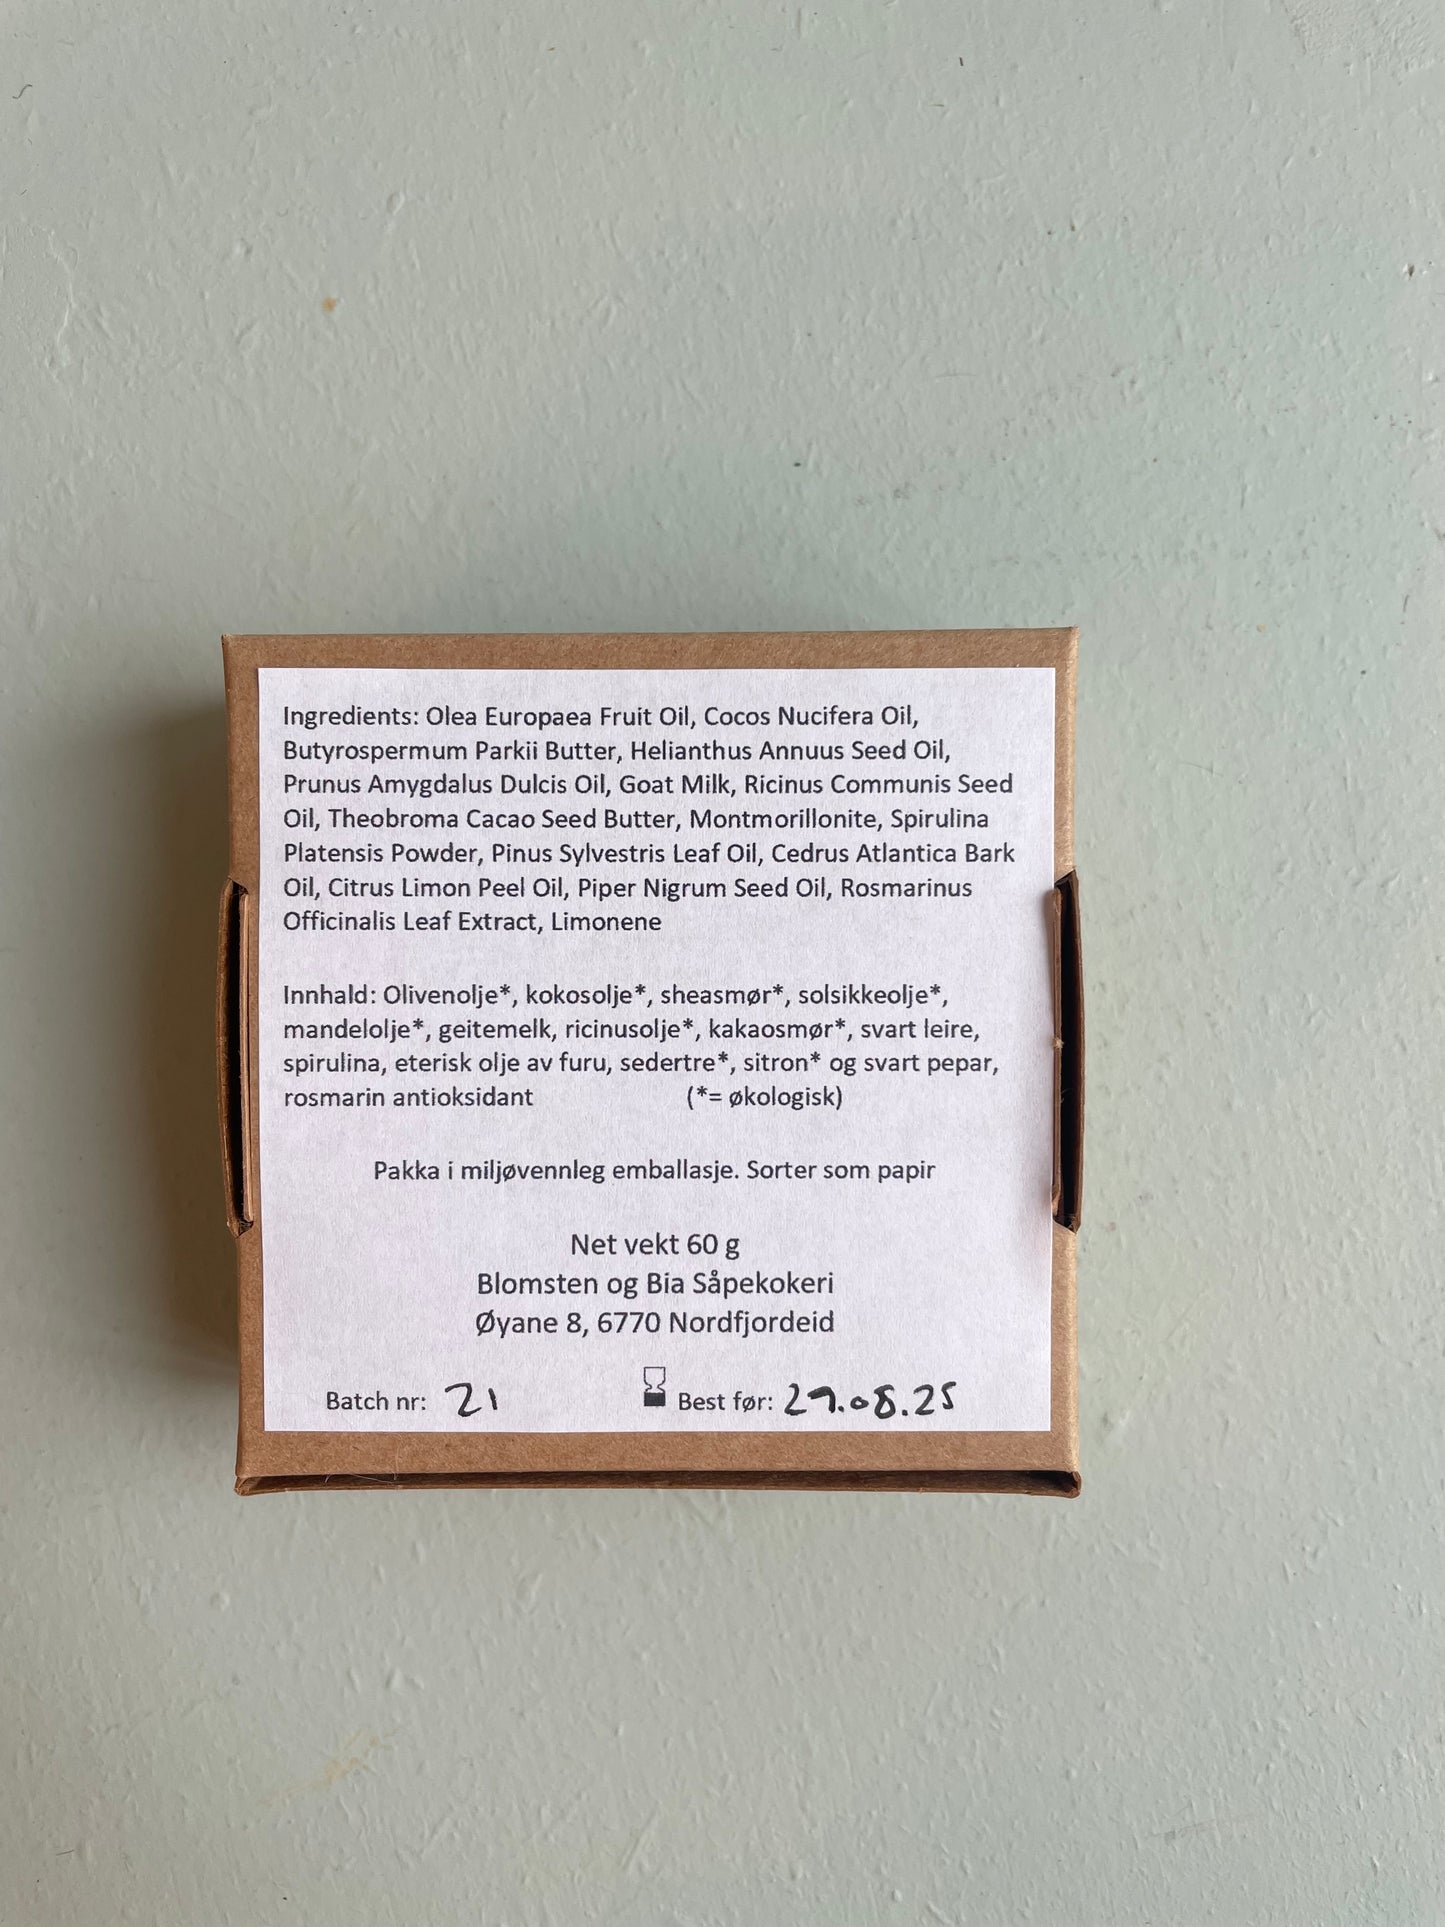 Ingredients: Olea Europaea Fruit Oil, Cocos Nucifera Oil,
Butyrospermum Parkii Butter, Helianthus Annuus Seed Oil,
Prunus Amygdalus Dulcis Oil, Goat Milk, Ricinus Communis Seed
Oil, Theobroma Cacao Seed Butter, Montmorillonite, Spirulina
Platensis Powder, Pinus Sylvestris Leaf Oil, Cedrus Atlantica Bark
Oil, Citrus Limon Peel Oil, Piper Nigrum Seed Oil, Rosmarinus
Officinalis Leaf Extract, Limonene
Innhald: Olivenolje*, kokosolje*, sheasmør*, solsikkeolje*,
mandelolje*, geitemelk, ricinusolje*, kakaosmør*, svart leire,
spirulina, eterisk olje av furu, sedertre*, sitron* og svart pepar,
rosmarin antioksidant (*= økologisk)
Pakka i miljøvennleg emballasje. Sorter som papir
Net vekt 60 g
Blomsten og Bia Såpekokeri
Øyane 8, 6770 Nordfjordeid
Batch nr: 21 Best før: 27.08.25